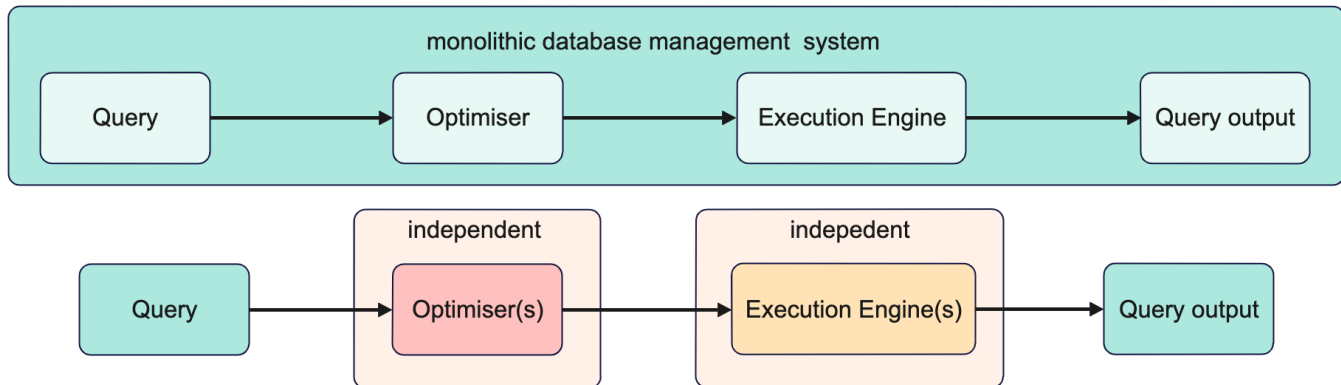 monolithic database management  system
Query
Optimiser
Execution Engine
Query output
independent
indepedent
Query
Optimiser(s)
Execution Engine(s)
Query output